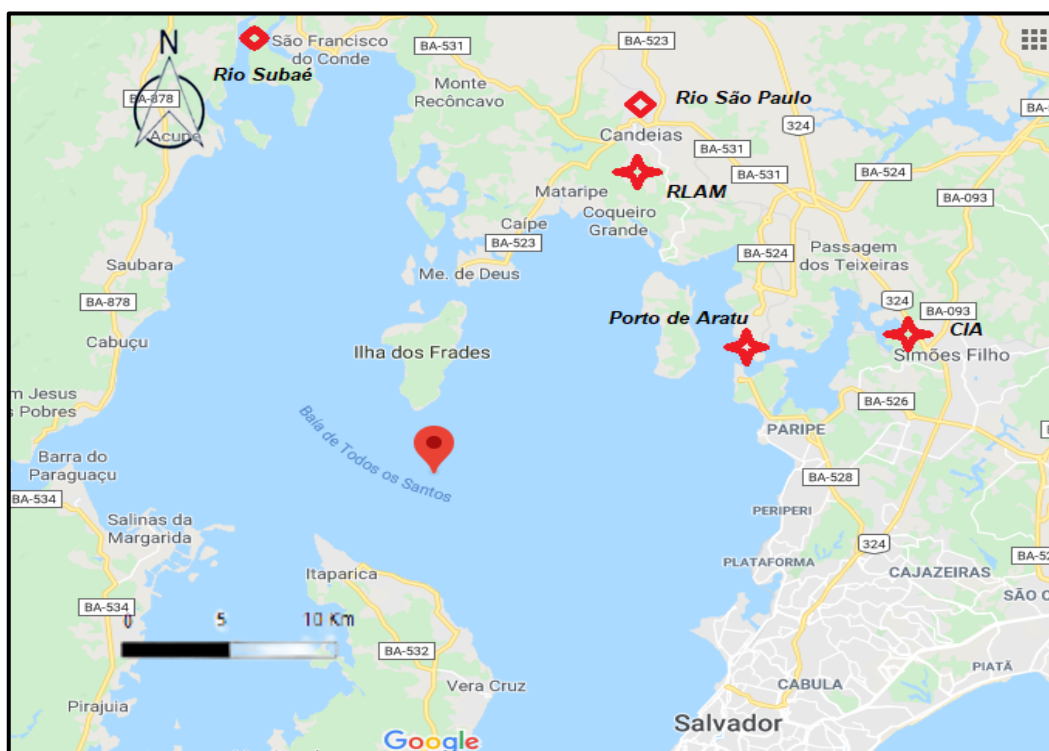 N
São Francisco
do Conde
BA-531
BA-523
Rio Subaé
Monte
Recôncavo
BA-878
Acupe
Rio São Paulo
Candeias
324
BA-531
BA-531
BA-524
RLAM
Mataripe
Coqueiro
Grande
BA-093
Caípe
BA-523
Passagem
dos Teixeiras
BA-524
Saubara
Me. de Deus
BA-878
324
BA-093
Porto de Aratu
CIA
Cabuçu
Ilha dos Frades
Simões Filho
m Jesus
s Pobres
BA-526
Baía de Todos os Santos
PARIPE
Barra do
Paraguaçu
BA-528
BA-534
PERIPERI
Salinas da
Margarida
324
PLATAFORMA
BA-52
CAJAZEIRAS
Itaparica
SÃO C
BA-534
0 5 10 Km
BA-532
PIATÃ
Vera Cruz
CABULA
Pirajuia
Salvador
Google